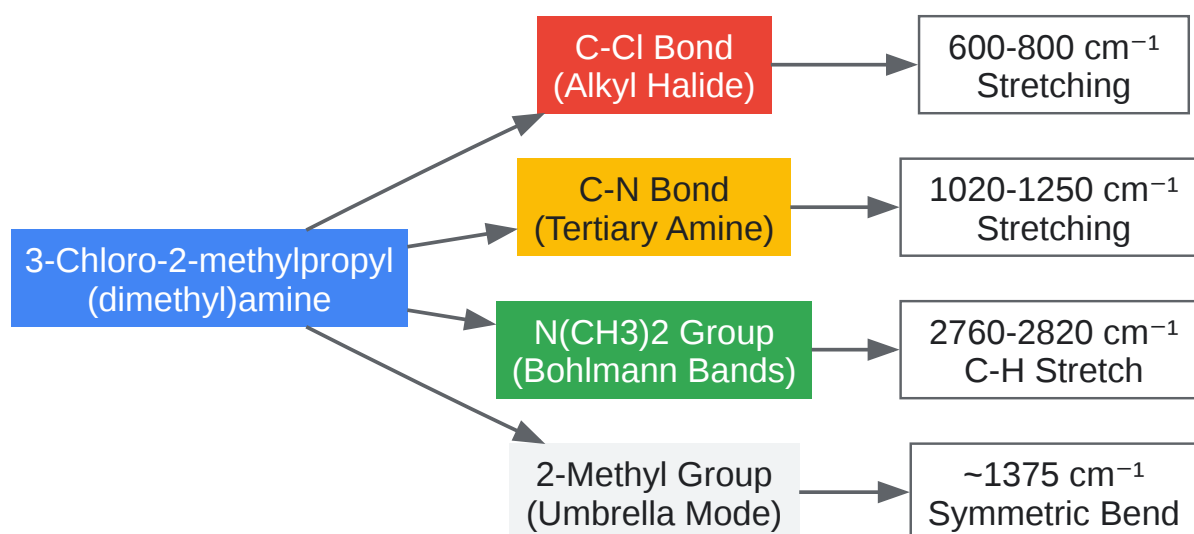 C-Cl Bond
(Alkyl Halide)
600-800 cm⁻¹
Stretching
C-N Bond
(Tertiary Amine)
1020-1250 cm⁻¹
Stretching
3-Chloro-2-methylpropyl
(dimethyl)amine
N(CH3)2 Group
(Bohlmann Bands)
2760-2820 cm⁻¹
C-H Stretch
2-Methyl Group
(Umbrella Mode)
~1375 cm⁻¹
Symmetric Bend